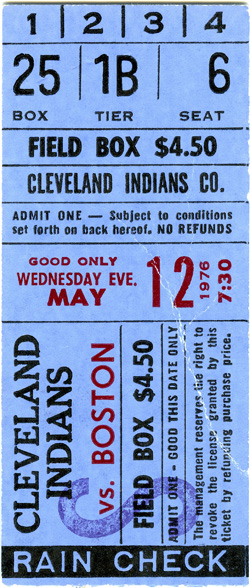 1 2 3 4
25 1B 6
BOX TIER SEAT
FIELD BOX $4.50
CLEVELAND INDIANS CO.
ADMIT ONE — Subject to conditions
set forth on back hereof. NO REFUNDS
GOOD ONLY
WEDNESDAY EVE.
MAY 12 1976 7:30
CLEVELAND
INDIANS
vs. BOSTON
FIELD BOX $4.50
ADMIT ONE - GOOD THIS DATE ONLY
The management reserves the right to
revoke the license granted by this
ticket by refunding purchase price.
S
RAIN CHECK